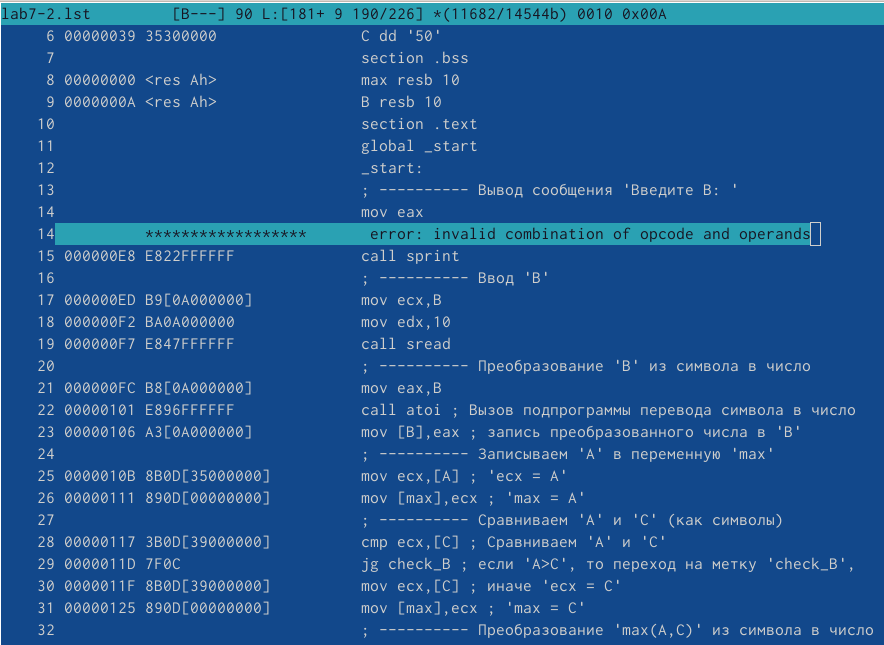 lab7-2.lst [B---] 90 L:[181+ 9 190/226] *(11682/14544b) 0010 0x00A
6 00000039 35300000 C dd '50'
7 section .bss
8 00000000 <res Ah> max resb 10
9 0000000A <res Ah> B resb 10
10 section .text
11 global _start
12 _start:
13 ; ---------- Вывод сообщения 'Введите B: '
14 mov eax
14 ****************** error: invalid combination of opcode and operands
15 000000E8 E822FFFFFF call sprint
16 ; ---------- Ввод 'B'
17 000000ED B9[0A000000] mov ecx,B
18 000000F2 BA0A000000 mov edx,10
19 000000F7 E847FFFFFF call sread
20 ; ---------- Преобразование 'B' из символа в число
21 000000FC B8[0A000000] mov eax,B
22 00000101 E896FFFFFF call atoi ; Вызов подпрограммы перевода символа в число
23 00000106 A3[0A000000] mov [B],eax ; запись преобразованного числа в 'B'
24 ; ---------- Записываем 'A' в переменную 'max'
25 0000010B 8B0D[35000000] mov ecx,[A] ; 'ecx = A'
26 00000111 890D[00000000] mov [max],ecx ; 'max = A'
27 ; ---------- Сравниваем 'A' и 'C' (как символы)
28 00000117 3B0D[39000000] cmp ecx,[C] ; Сравниваем 'A' и 'C'
29 0000011D 7F0C jg check_B ; если 'A>C', то переход на метку 'check_B',
30 0000011F 8B0D[39000000] mov ecx,[C] ; иначе 'ecx = C'
31 00000125 890D[00000000] mov [max],ecx ; 'max = C'
32 ; ---------- Преобразование 'max(A,C)' из символа в число